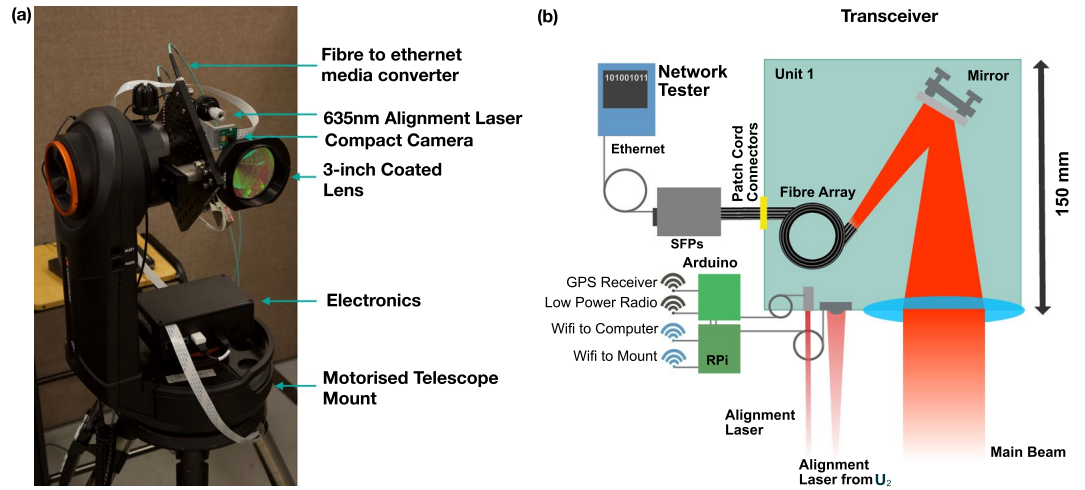 (a)
Fibre to ethernet
media converter
635nm Alignment Laser
Compact Camera
3-inch Coated
Lens
Electronics
Motorised Telescope
Mount
(b)
Transceiver
101001011
Network
Tester
Ethernet
SFPs
Patch Cord
Connectors
Unit 1
Mirror
Fibre Array
150 mm
Arduino
GPS Receiver
Low Power Radio
Wifi to Computer
Wifi to Mount
RPi
Alignment
Laser
Alignment
Laser from U₂
Main Beam